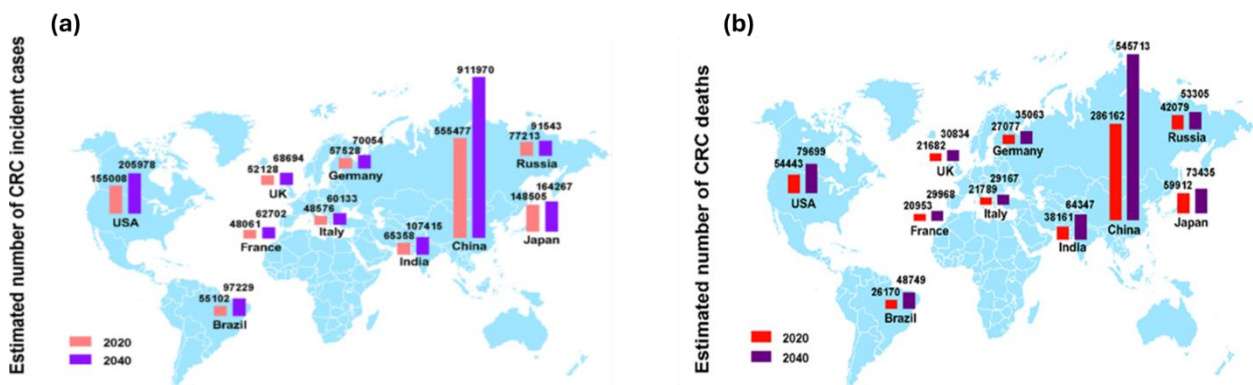 (a)
Estimated number of CRC incident cases
911970
555477
91543
77213
Russia
70054
57528
Germany
68694
52128
UK
205978
155008
USA
164267
148505
Japan
60133
48576
Italy
62702
48061
France
107415
65358
India
China
97229
55102
Brazil
2020
2040
(b)
Estimated number of CRC deaths
545713
286162
53305
42079
Russia
35063
27077
Germany
30834
21682
UK
79699
54443
USA
73435
59912
Japan
29167
21789
Italy
29968
20953
France
64347
38161
India
China
48749
26170
Brazil
2020
2040